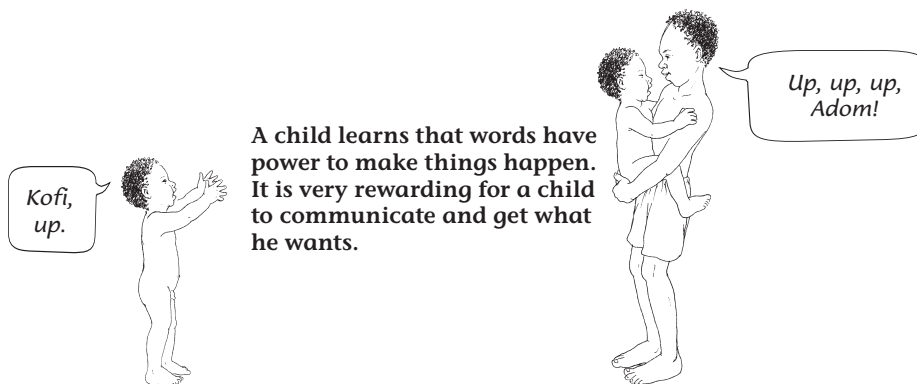 Kofi,
up.
A child learns that words have
power to make things happen.
It is very rewarding for a child
to communicate and get what
he wants.
Up, up, up,
Adom!